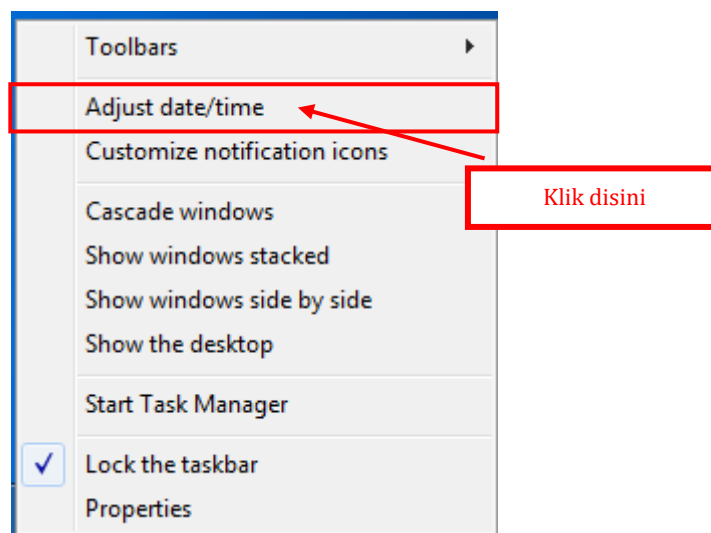 Toolbars
Adjust date/time
Customize notification icons
Klik disini
Cascade windows
Show windows stacked
Show windows side by side
Show the desktop
Start Task Manager
Lock the taskbar
Properties